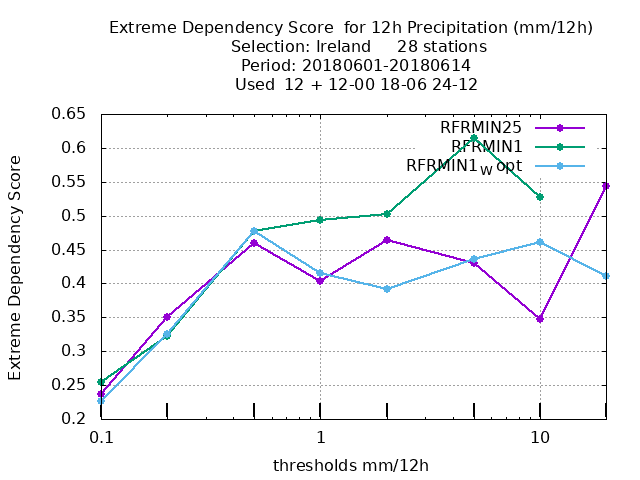 Extreme Dependency Score  for 12h Precipitation (mm/12h)
Selection: Ireland     28 stations
Period: 20180601-20180614
Used  12 + 12-00 18-06 24-12
0.65
0.6
0.55
0.5
0.45
0.4
0.35
0.3
0.25
0.2
Extreme Dependency Score
RFRMIN25
RFRMIN1
RFRMIN1W opt
0.1
1
10
thresholds mm/12h